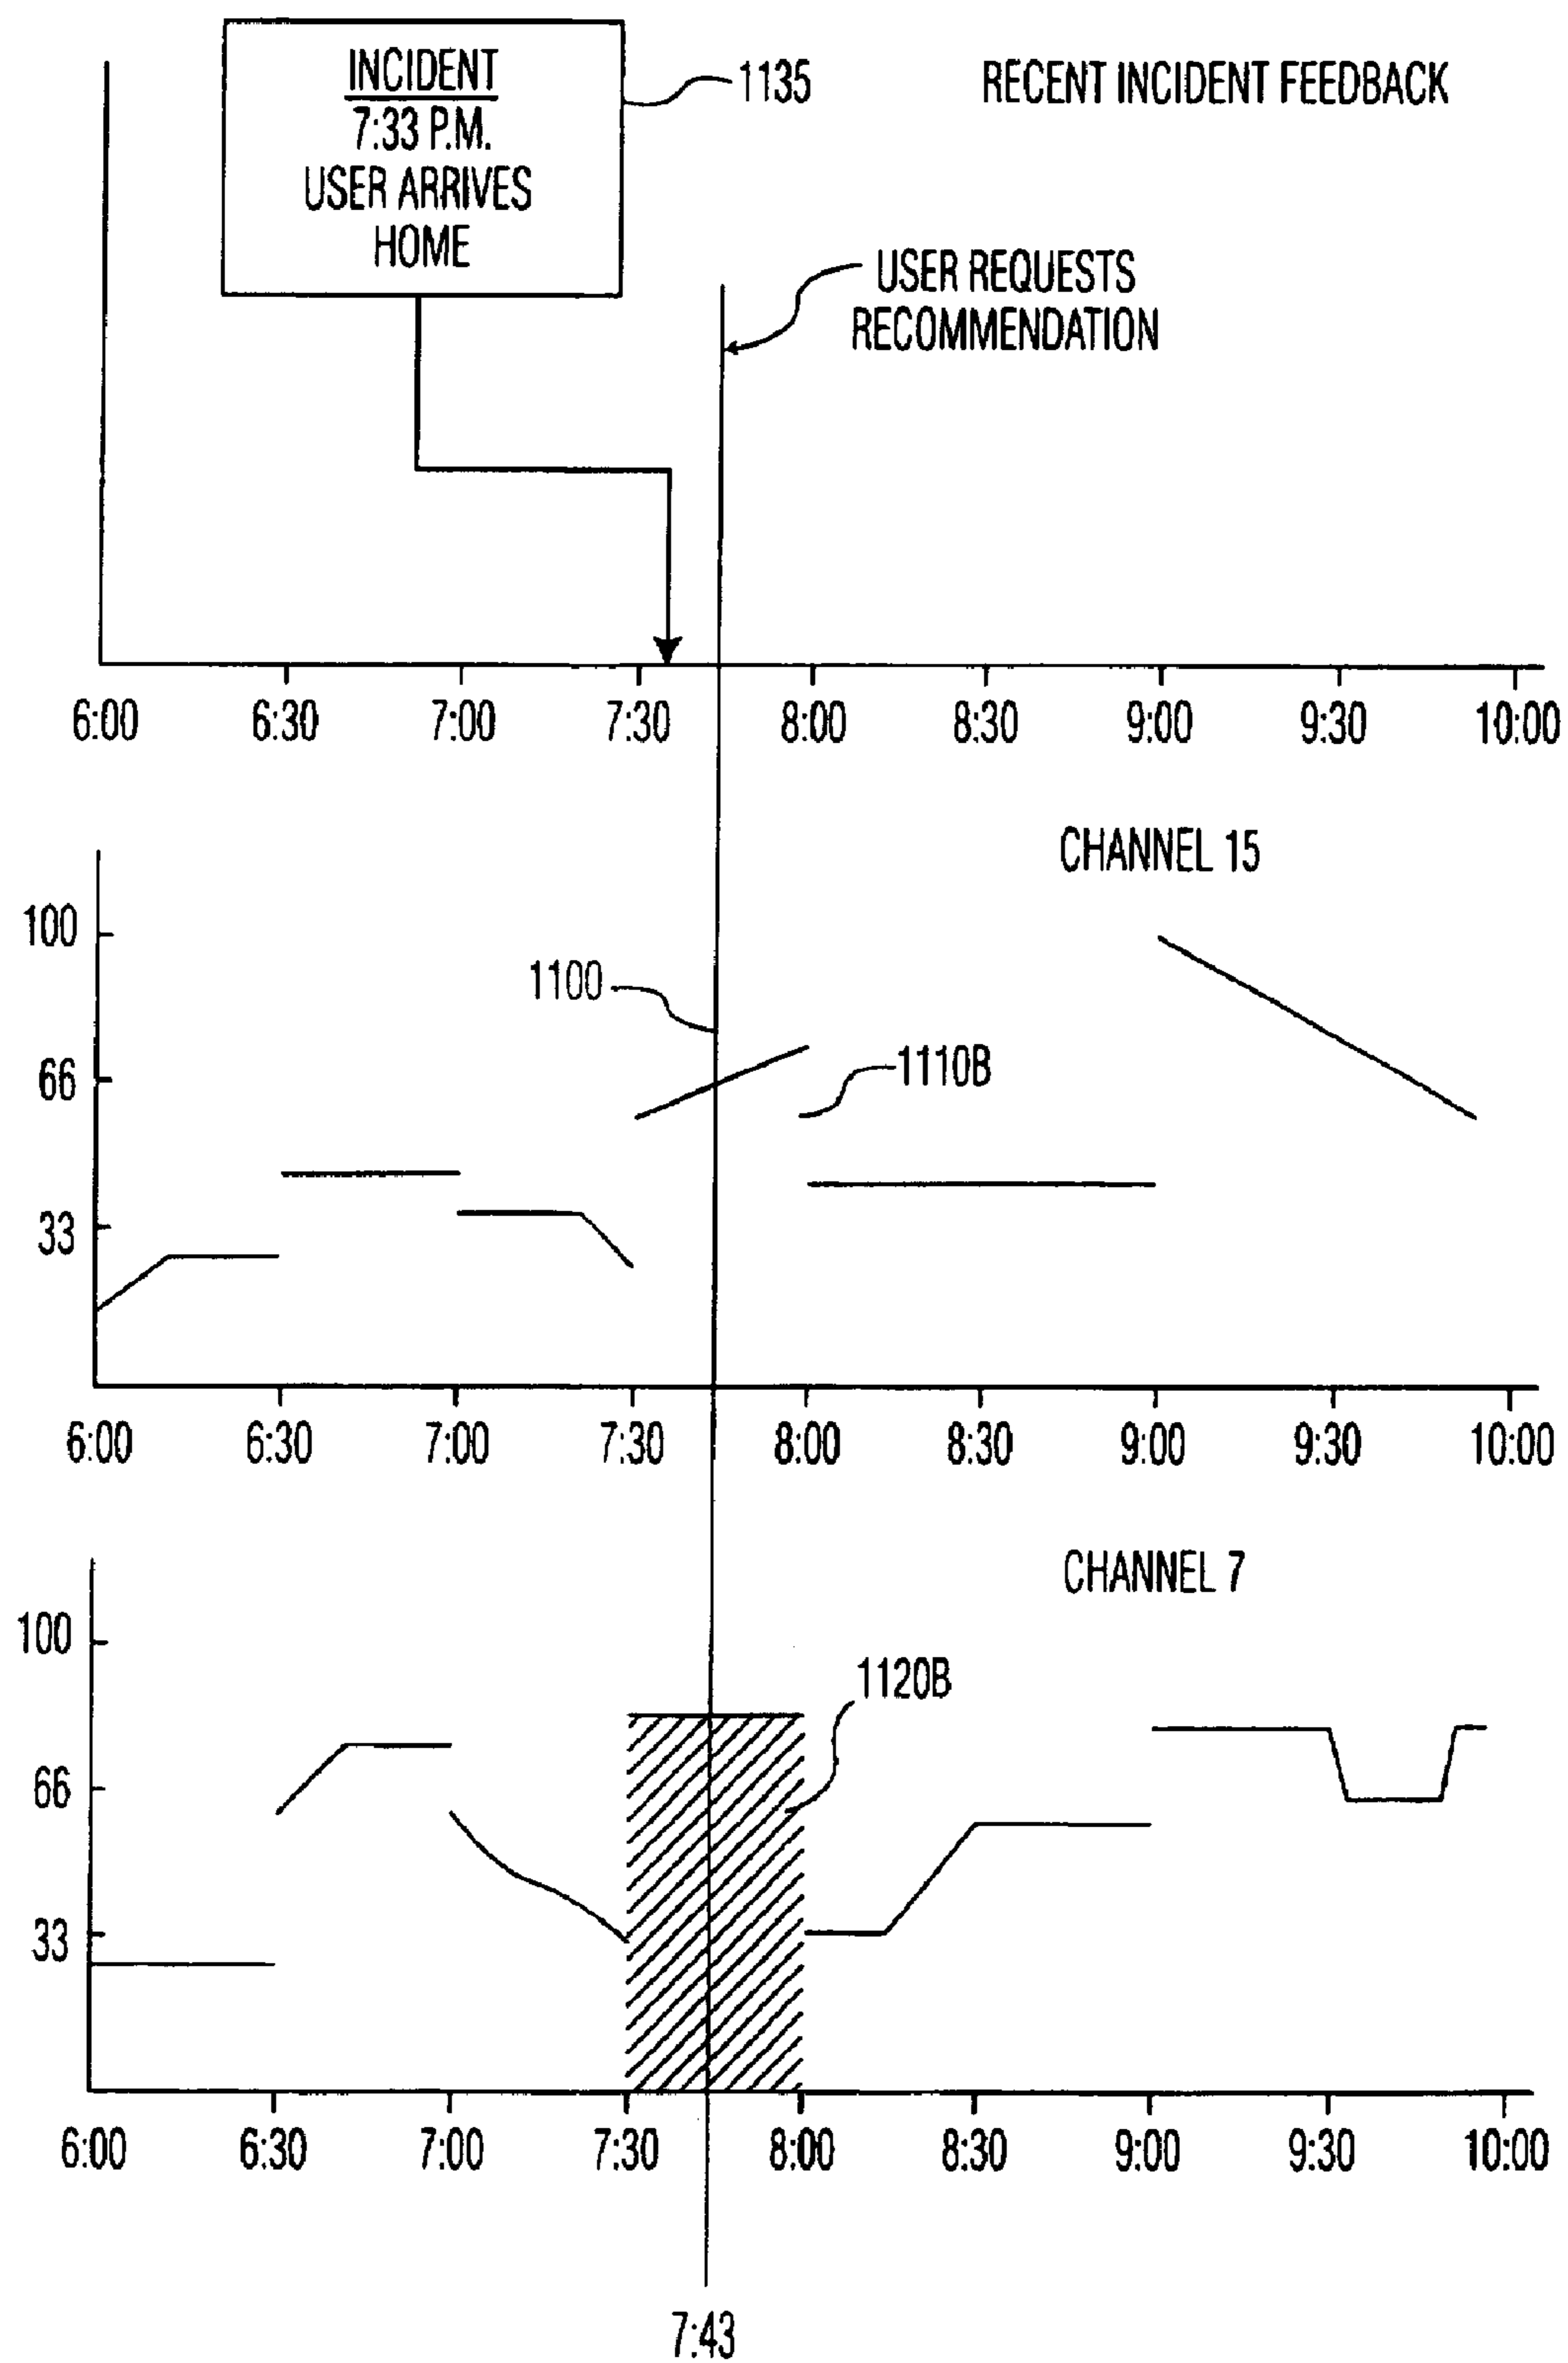 INCIDENT
7:33 P.M.
USER ARRIVES
HOME
1135
RECENT INCIDENT FEEDBACK
USER REQUESTS
RECOMMENDATION
6:00 6:30 7:00 7:30 8:00 8:30 9:00 9:30 10:00
CHANNEL 15
100
1100
66
1110B
33
6:00 6:30 7:00 7:30 8:00 8:30 9:00 9:30 10:00
CHANNEL 7
100
1120B
66
33
6:00 6:30 7:00 7:30 8:00 8:30 9:00 9:30 10:00
7:43